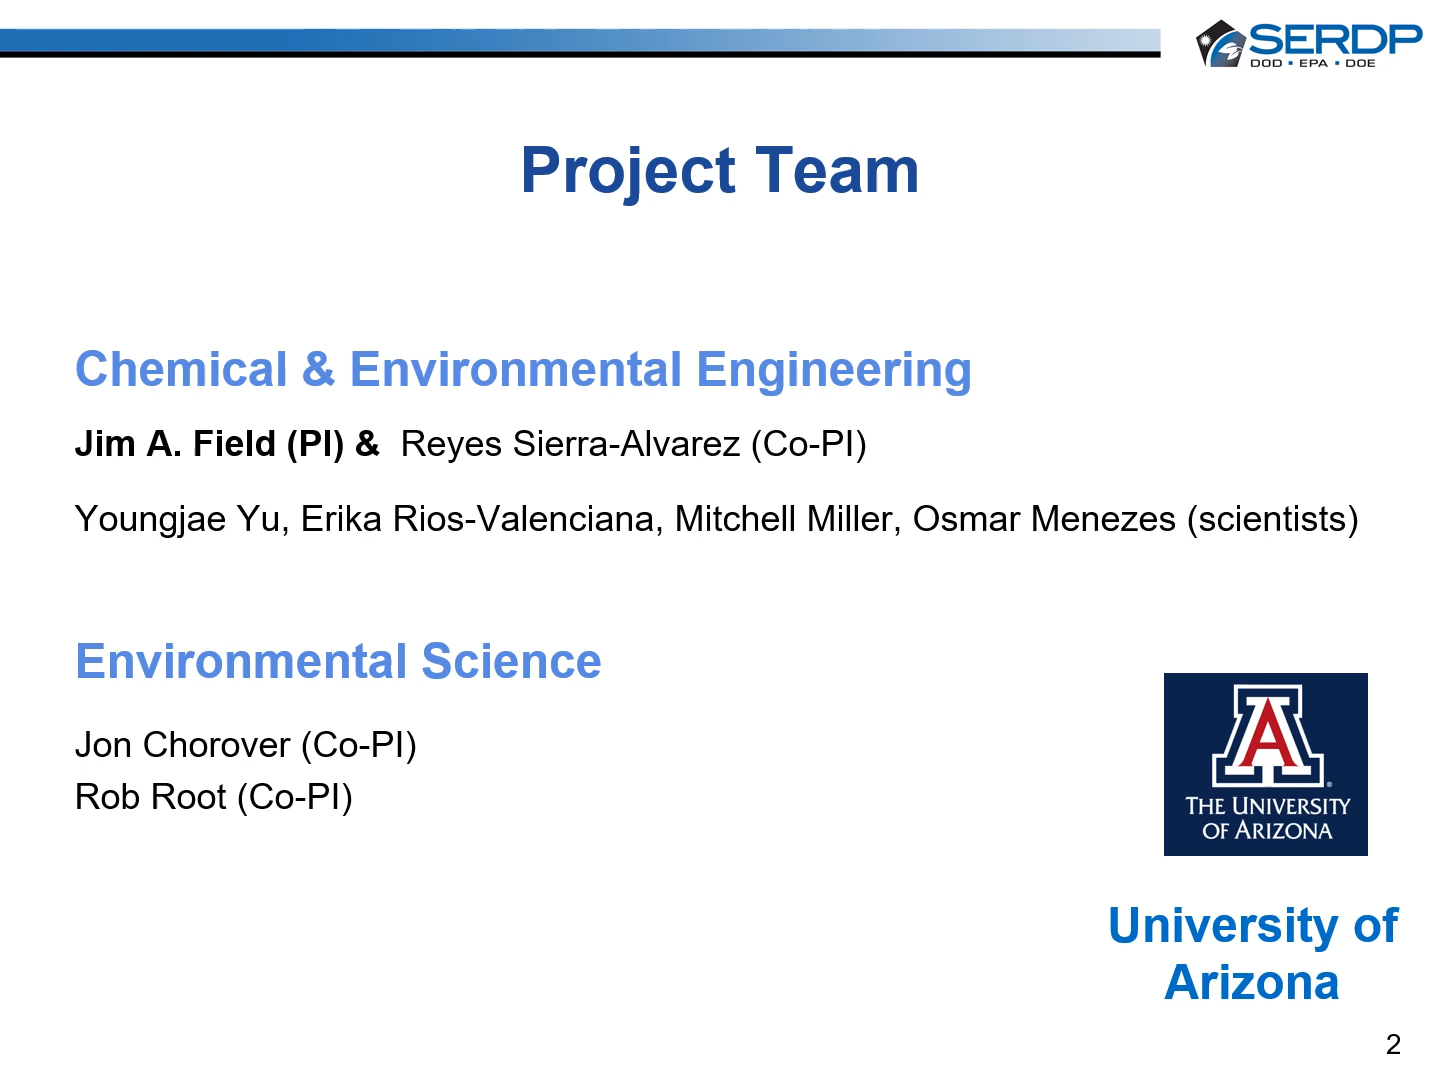 SERDP
DOD • EPA • DOE
Project Team
Chemical & Environmental Engineering
Jim A. Field (PI) & Reyes Sierra-Alvarez (Co-PI)
Youngjae Yu, Erika Rios-Valenciana, Mitchell Miller, Osmar Menezes (scientists)
Environmental Science
Jon Chorover (Co-PI)
Rob Root (Co-PI)
A
®
THE UNIVERSITY
OF ARIZONA
University of
Arizona
2